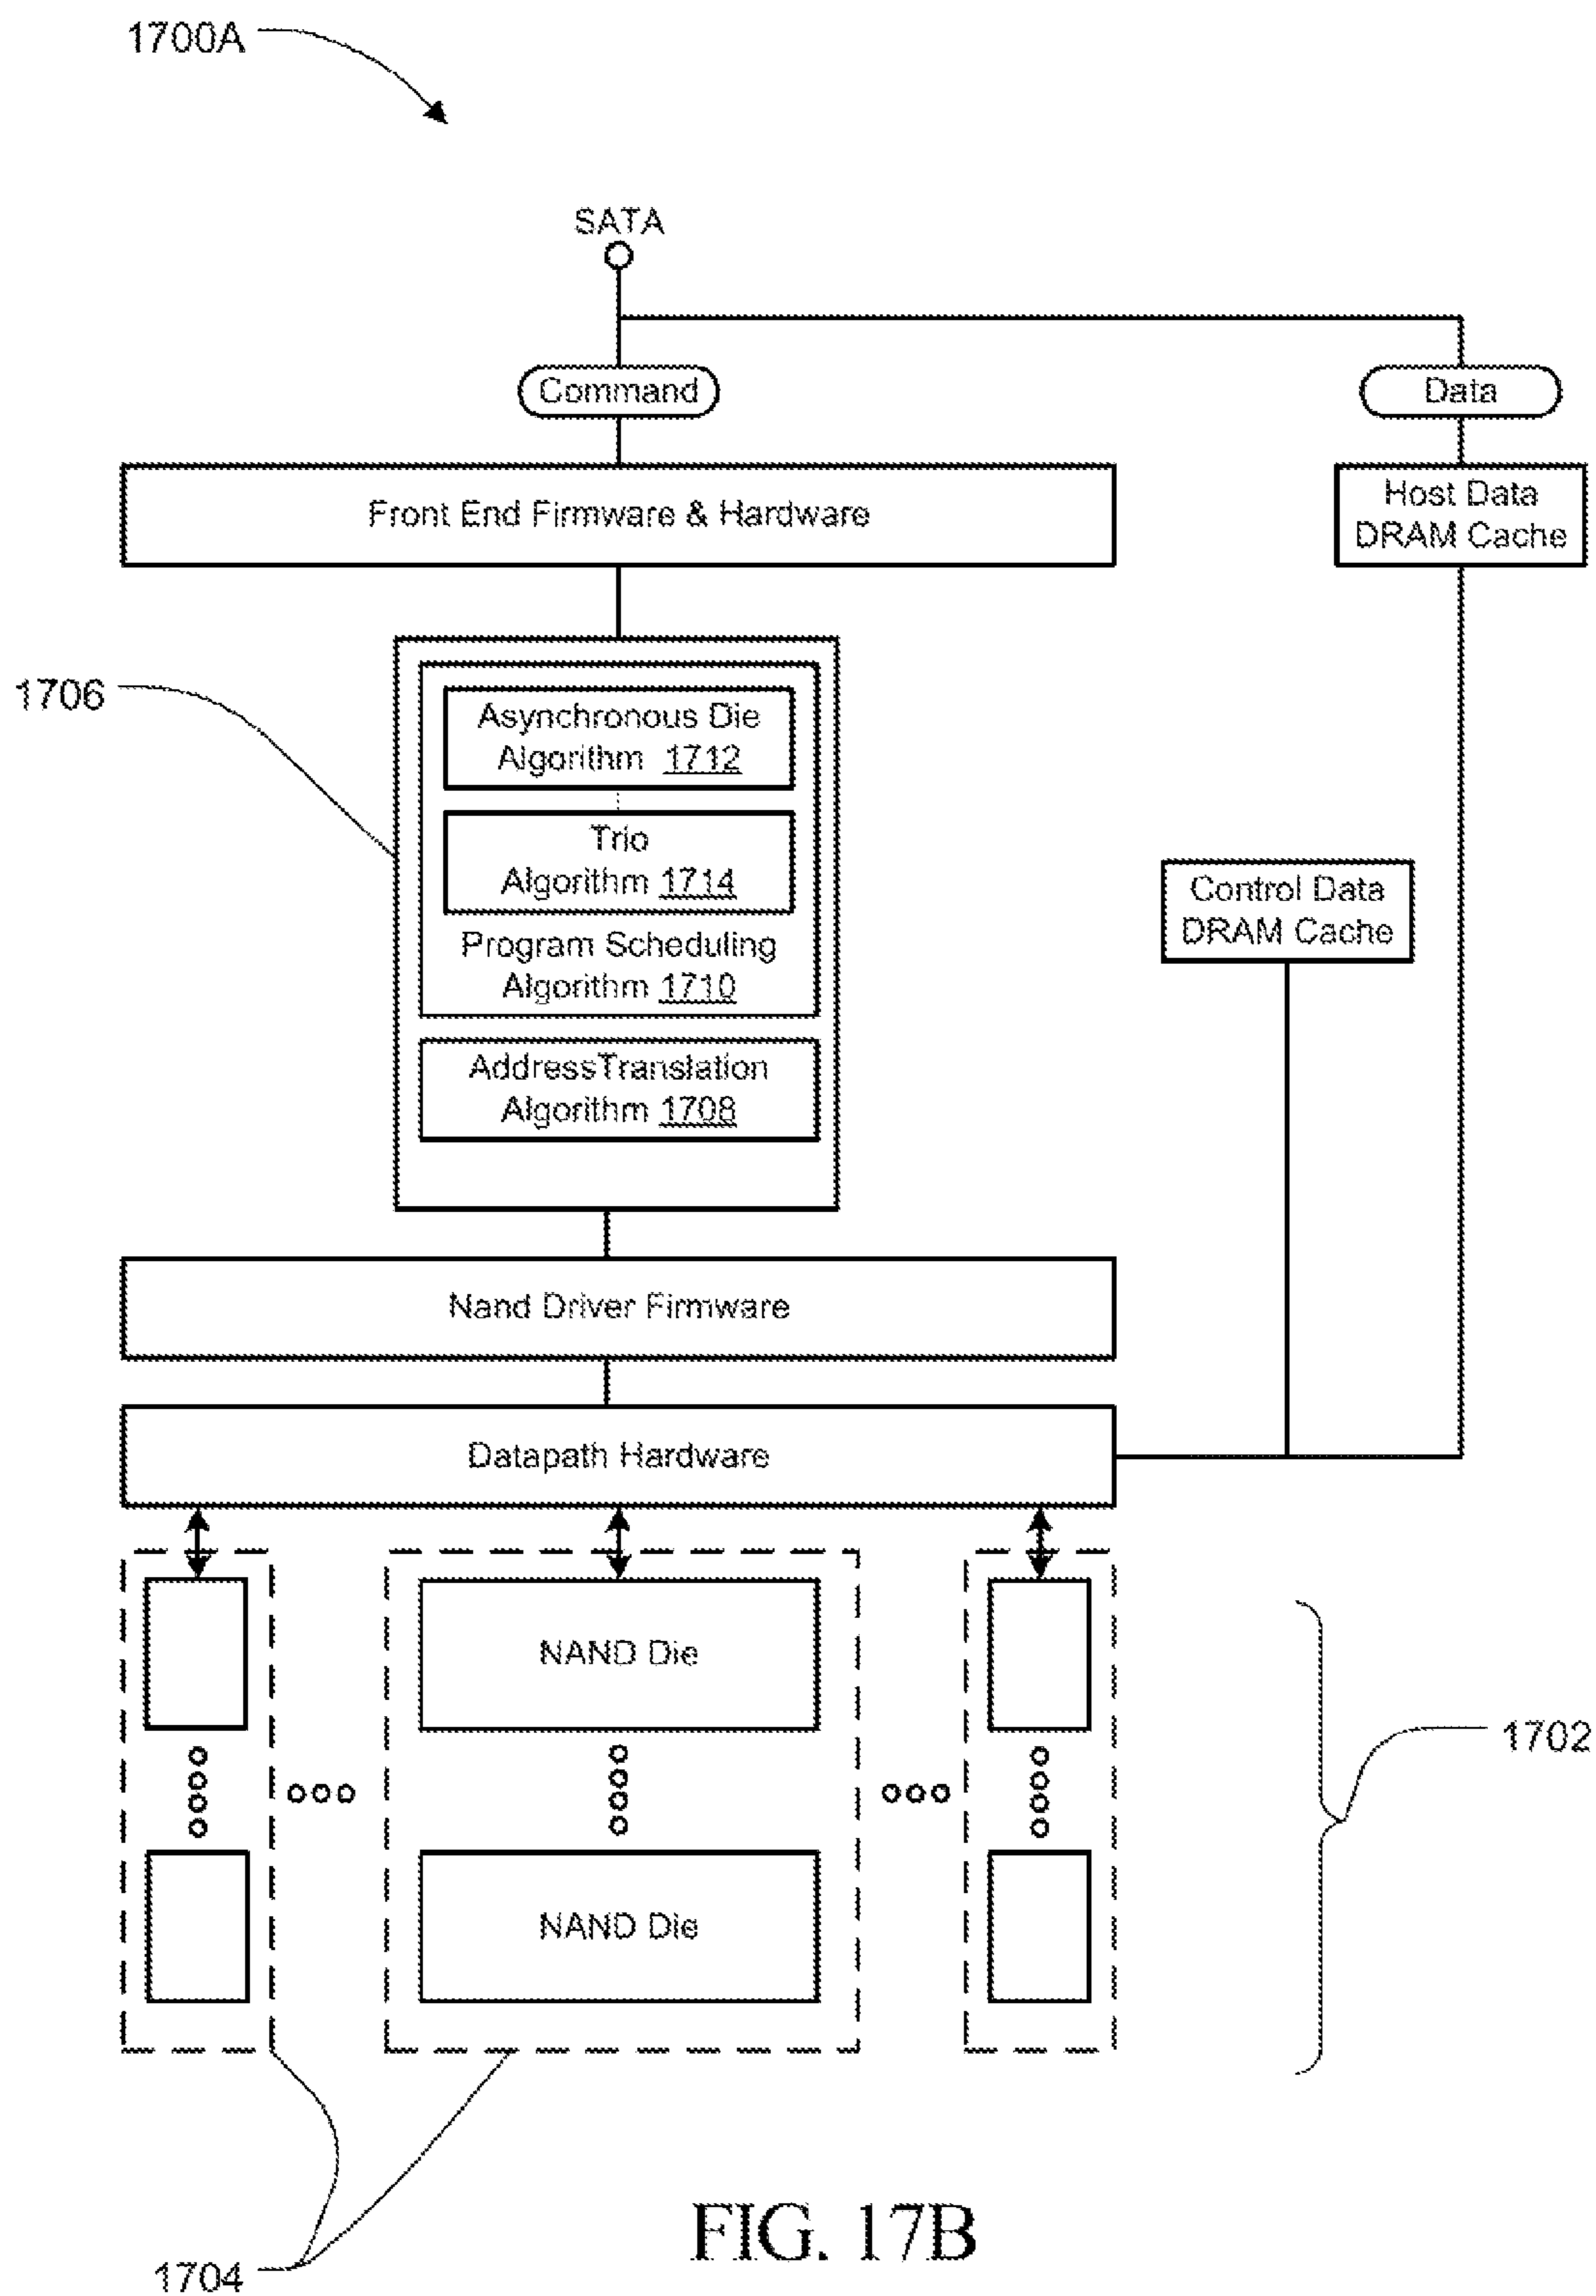 1700A
SATA
Command
Data
Front End Firmware & Hardware
Host Data
DRAM Cache
1706
Asynchronous Die
Algorithm 1712
Trio
Algorithm 1714
Program Scheduling
Algorithm 1710
Control Data
DRAM Cache
AddressTranslation
Algorithm 1708
Nand Driver Firmware
Datapath Hardware
NAND Die
1702
NAND Die
1704
FIG. 17B